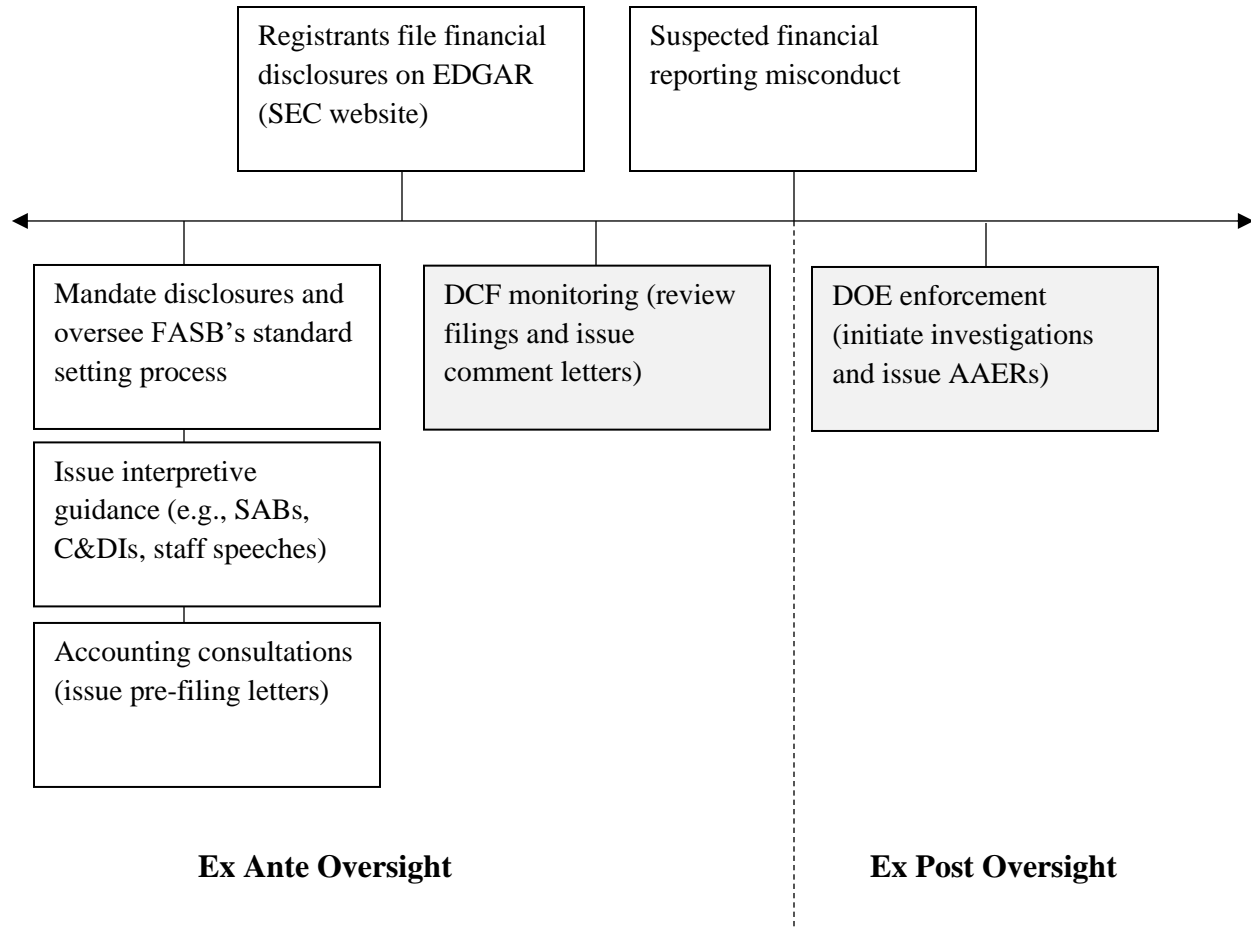 Registrants file financial
disclosures on EDGAR
(SEC website)
Suspected financial
reporting misconduct
Mandate disclosures and
oversee FASB’s standard
setting process
DCF monitoring (review
filings and issue
comment letters)
DOE enforcement
(initiate investigations
and issue AAERs)
Issue interpretive
guidance (e.g., SABs,
C&DIs, staff speeches)
Accounting consultations
(issue pre-filing letters)
Ex Ante Oversight
Ex Post Oversight